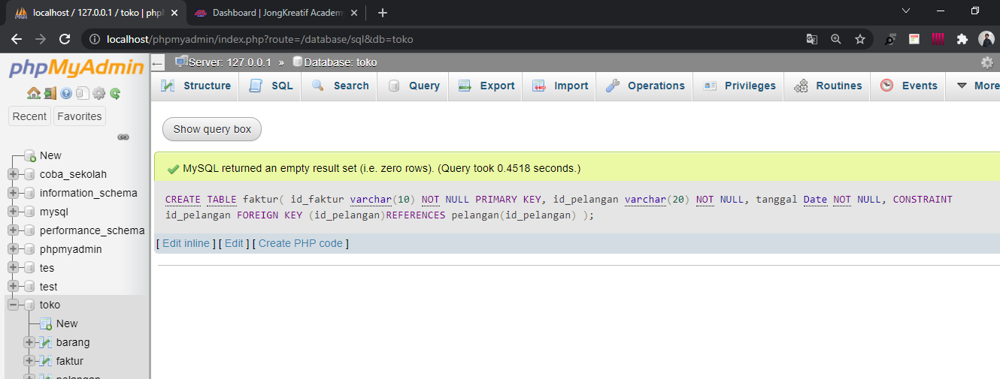 localhost / 127.0.0.1 / toko | php
Dashboard | JongKreatif Academy
localhost/phpmyadmin/index.php?route=/database/sql&db=toko
phpMyAdmin
Server: 127.0.0.1 » Database: toko
Structure SQL Search Query Export Import Operations Privileges Routines Events More
Recent Favorites
New
coba_sekolah
information_schema
mysql
performance_schema
phpmyadmin
tes
test
toko
New
barang
faktur
pelangan
Show query box
MySQL returned an empty result set (i.e. zero rows). (Query took 0.4518 seconds.)
CREATE TABLE faktur( id_faktur varchar(10) NOT NULL PRIMARY KEY, id_pelangan varchar(20) NOT NULL, tanggal Date NOT NULL, CONSTRAINT
id_pelangan FOREIGN KEY (id_pelangan)REFERENCES pelangan(id_pelangan) );
[ Edit inline ] [ Edit ] [ Create PHP code ]